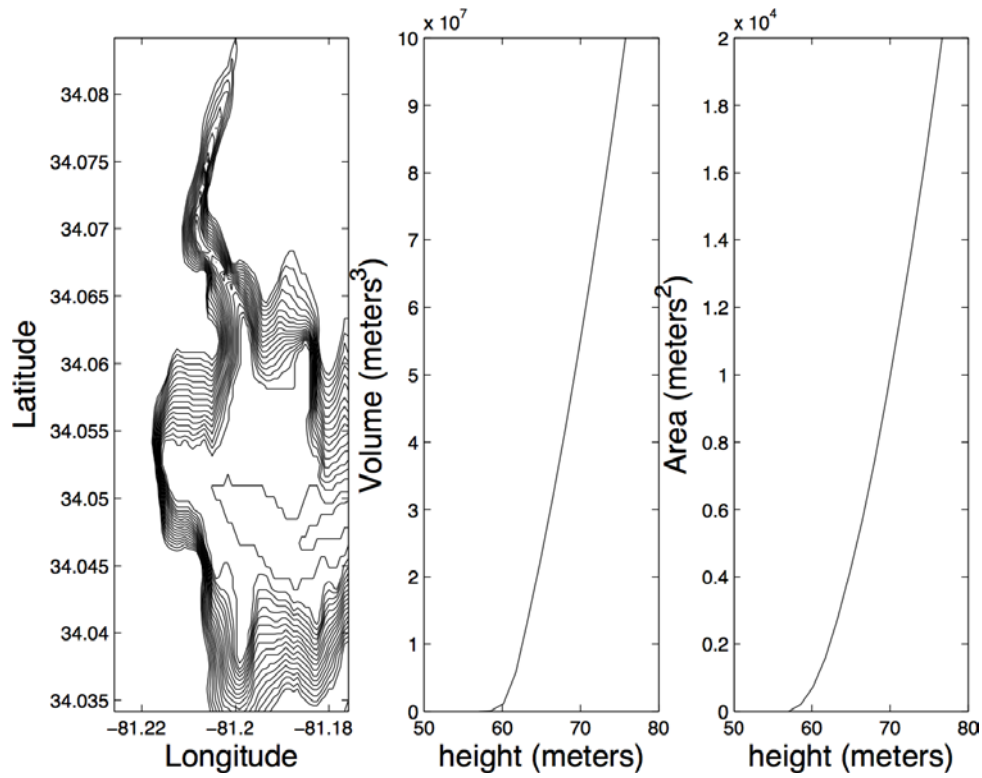 34.08
34.075
34.07
34.065
34.06
34.055
34.05
34.045
34.04
34.035
Latitude
−81.22 −81.2 −81.18
Longitude
x 10^7
10
9
8
7
6
5
4
3
2
1
0
Volume (meters^3)
50 60 70 80
height (meters)
x 10^4
2
1.8
1.6
1.4
1.2
1
0.8
0.6
0.4
0.2
0
Area (meters^2)
50 60 70 80
height (meters)